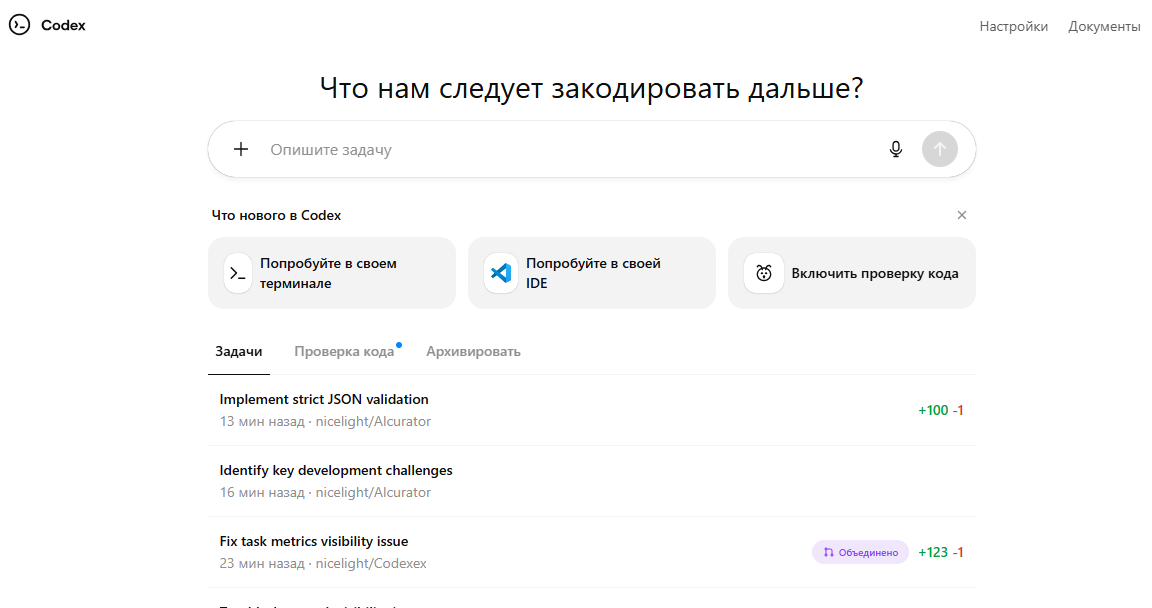 Codex
Настройки
Документы
Что нам следует закодировать дальше?
Опишите задачу
Что нового в Codex
Попробуйте в своем
терминале
Попробуйте в своей
IDE
Включить проверку кода
Задачи
Проверка кода
Архивировать
Implement strict JSON validation
13 мин назад · nicelight/AIcurator
+100 -1
Identify key development challenges
16 мин назад · nicelight/AIcurator
Fix task metrics visibility issue
23 мин назад · nicelight/Codexex
Объединено
+123 -1